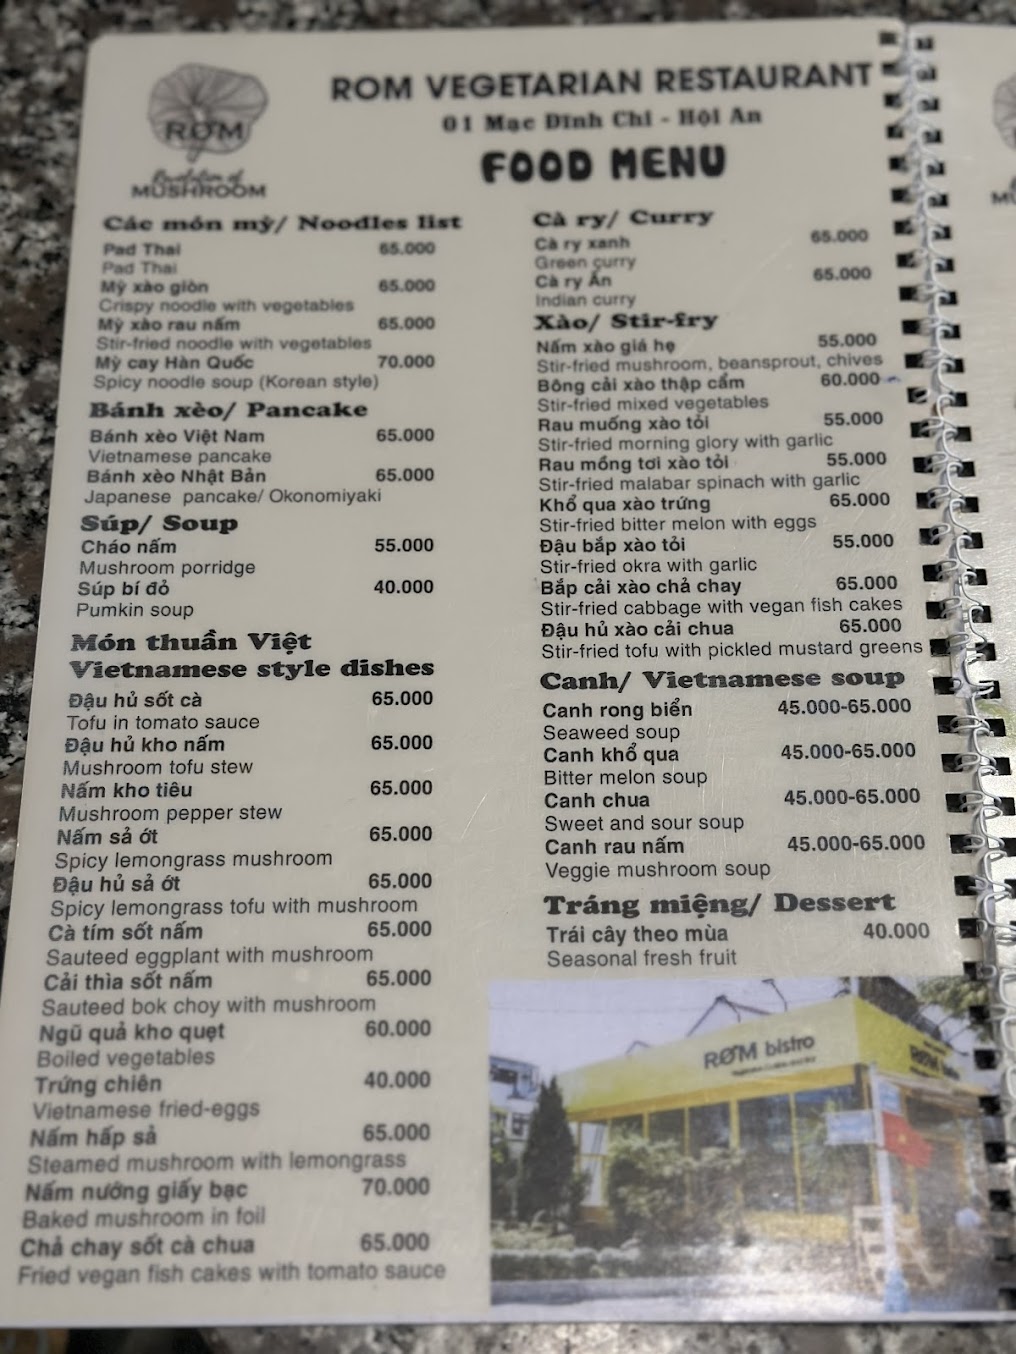 RƠM
Revolution of
MUSHROOM
ROM VEGETARIAN RESTAURANT
01 Mạc Đĩnh Chi - Hội An
FOOD MENU
Các món mỳ/ Noodles list
Pad Thai 65.000
Pad Thai
Mỳ xào giòn 65.000
Crispy noodle with vegetables
Mỳ xào rau nấm 65.000
Stir-fried noodle with vegetables
Mỳ cay Hàn Quốc 70.000
Spicy noodle soup (Korean style)
Bánh xèo/ Pancake
Bánh xèo Việt Nam 65.000
Vietnamese pancake
Bánh xèo Nhật Bản 65.000
Japanese pancake/ Okonomiyaki
Súp/ Soup
Cháo nấm 55.000
Mushroom porridge
Súp bí đỏ 40.000
Pumkin soup
Món thuần Việt
Vietnamese style dishes
Đậu hủ sốt cà 65.000
Tofu in tomato sauce
Đậu hủ kho nấm 65.000
Mushroom tofu stew
Nấm kho tiêu 65.000
Mushroom pepper stew
Nấm sả ớt 65.000
Spicy lemongrass mushroom
Đậu hủ sả ớt 65.000
Spicy lemongrass tofu with mushroom
Cà tím sốt nấm 65.000
Sauteed eggplant with mushroom
Cải thìa sốt nấm 65.000
Sauteed bok choy with mushroom
Ngũ quả kho quẹt 60.000
Boiled vegetables
Trứng chiên 40.000
Vietnamese fried-eggs
Nấm hấp sả 65.000
Steamed mushroom with lemongrass
Nấm nướng giấy bạc 70.000
Baked mushroom in foil
Chả chay sốt cà chua 65.000
Fried vegan fish cakes with tomato sauce
Cà ry/ Curry
Cà ry xanh 65.000
Green curry
Cà ry Ấn 65.000
Indian curry
Xào/ Stir-fry
Nấm xào giá hẹ 55.000
Stir-fried mushroom, beansprout, chives
Bông cải xào thập cẩm 60.000
Stir-fried mixed vegetables
Rau muống xào tỏi 55.000
Stir-fried morning glory with garlic
Rau mồng tơi xào tỏi 55.000
Stir-fried malabar spinach with garlic
Khổ qua xào trứng 65.000
Stir-fried bitter melon with eggs
Đậu bắp xào tỏi 55.000
Stir-fried okra with garlic
Bắp cải xào chả chay 65.000
Stir-fried cabbage with vegan fish cakes
Đậu hủ xào cải chua 65.000
Stir-fried tofu with pickled mustard greens
Canh/ Vietnamese soup
Canh rong biển 45.000-65.000
Seaweed soup
Canh khổ qua 45.000-65.000
Bitter melon soup
Canh chua 45.000-65.000
Sweet and sour soup
Canh rau nấm 45.000-65.000
Veggie mushroom soup
Tráng miệng/ Dessert
Trái cây theo mùa 40.000
Seasonal fresh fruit
RƠM bistro